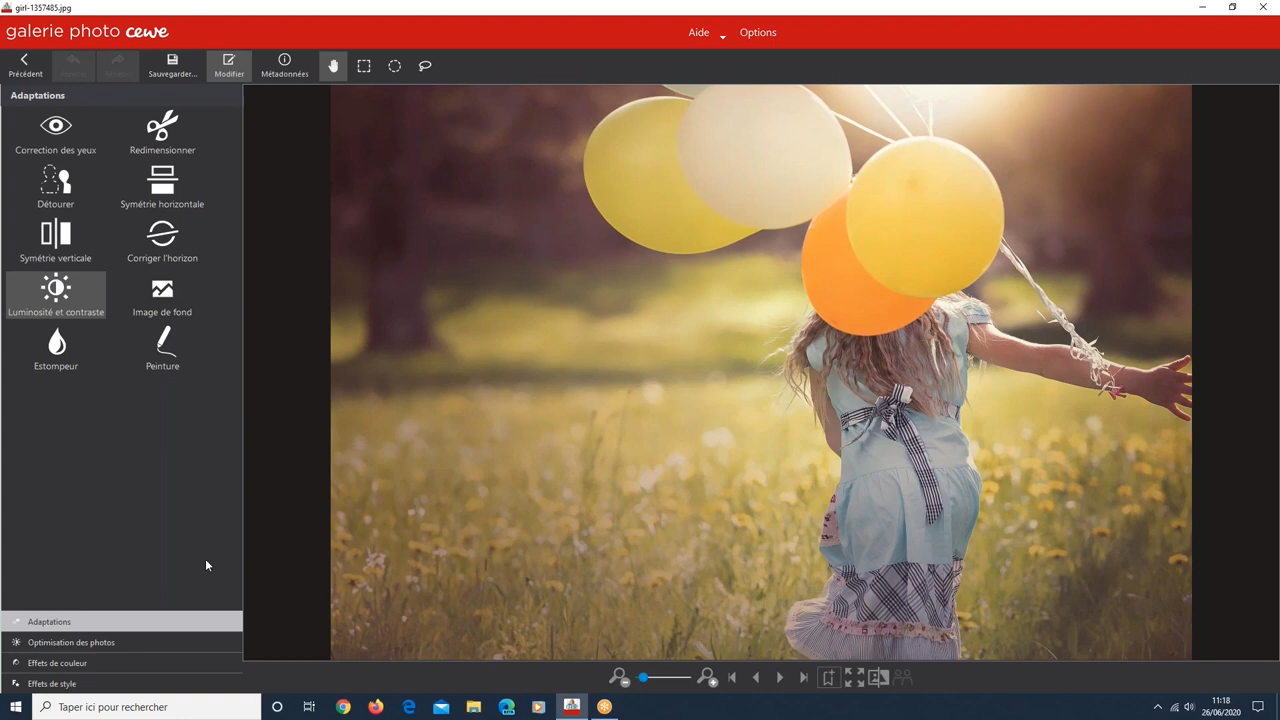 girl-1357485.jpg
galerie photo cewe
Aide
Options
Précédent
Sauvegarder...
Modifier
Métadonnées
Adaptations
Correction des yeux
Redimensionner
Détourer
Symétrie horizontale
Symétrie verticale
Corriger l'horizon
Luminosité et contraste
Image de fond
Estompeur
Peinture
Adaptations
Optimisation des photos
Effets de couleur
Effets de style
Taper ici pour rechercher
11:18
26/06/2020